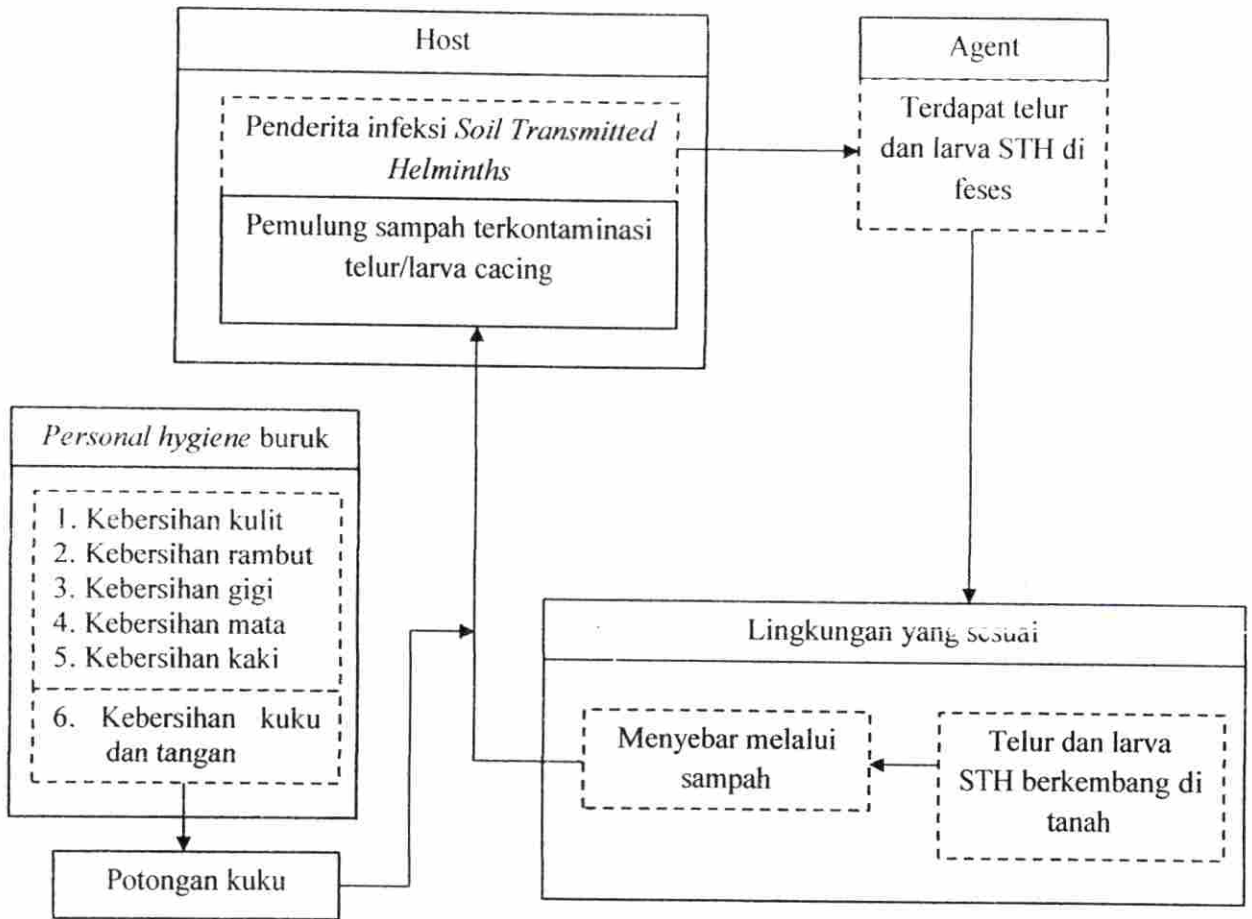 Host
Penderita infeksi Soil Transmitted
Helminths
Pemulung sampah terkontaminasi
telur/larva cacing
Agent
Terdapat telur
dan larva STH di
feses
Personal hygiene buruk
1. Kebersihan kulit
2. Kebersihan rambut
3. Kebersihan gigi
4. Kebersihan mata
5. Kebersihan kaki
6. Kebersihan kuku
dan tangan
Potongan kuku
Lingkungan yang sesuai
Menyebar melalui
sampah
Telur dan larva
STH berkembang di
tanah